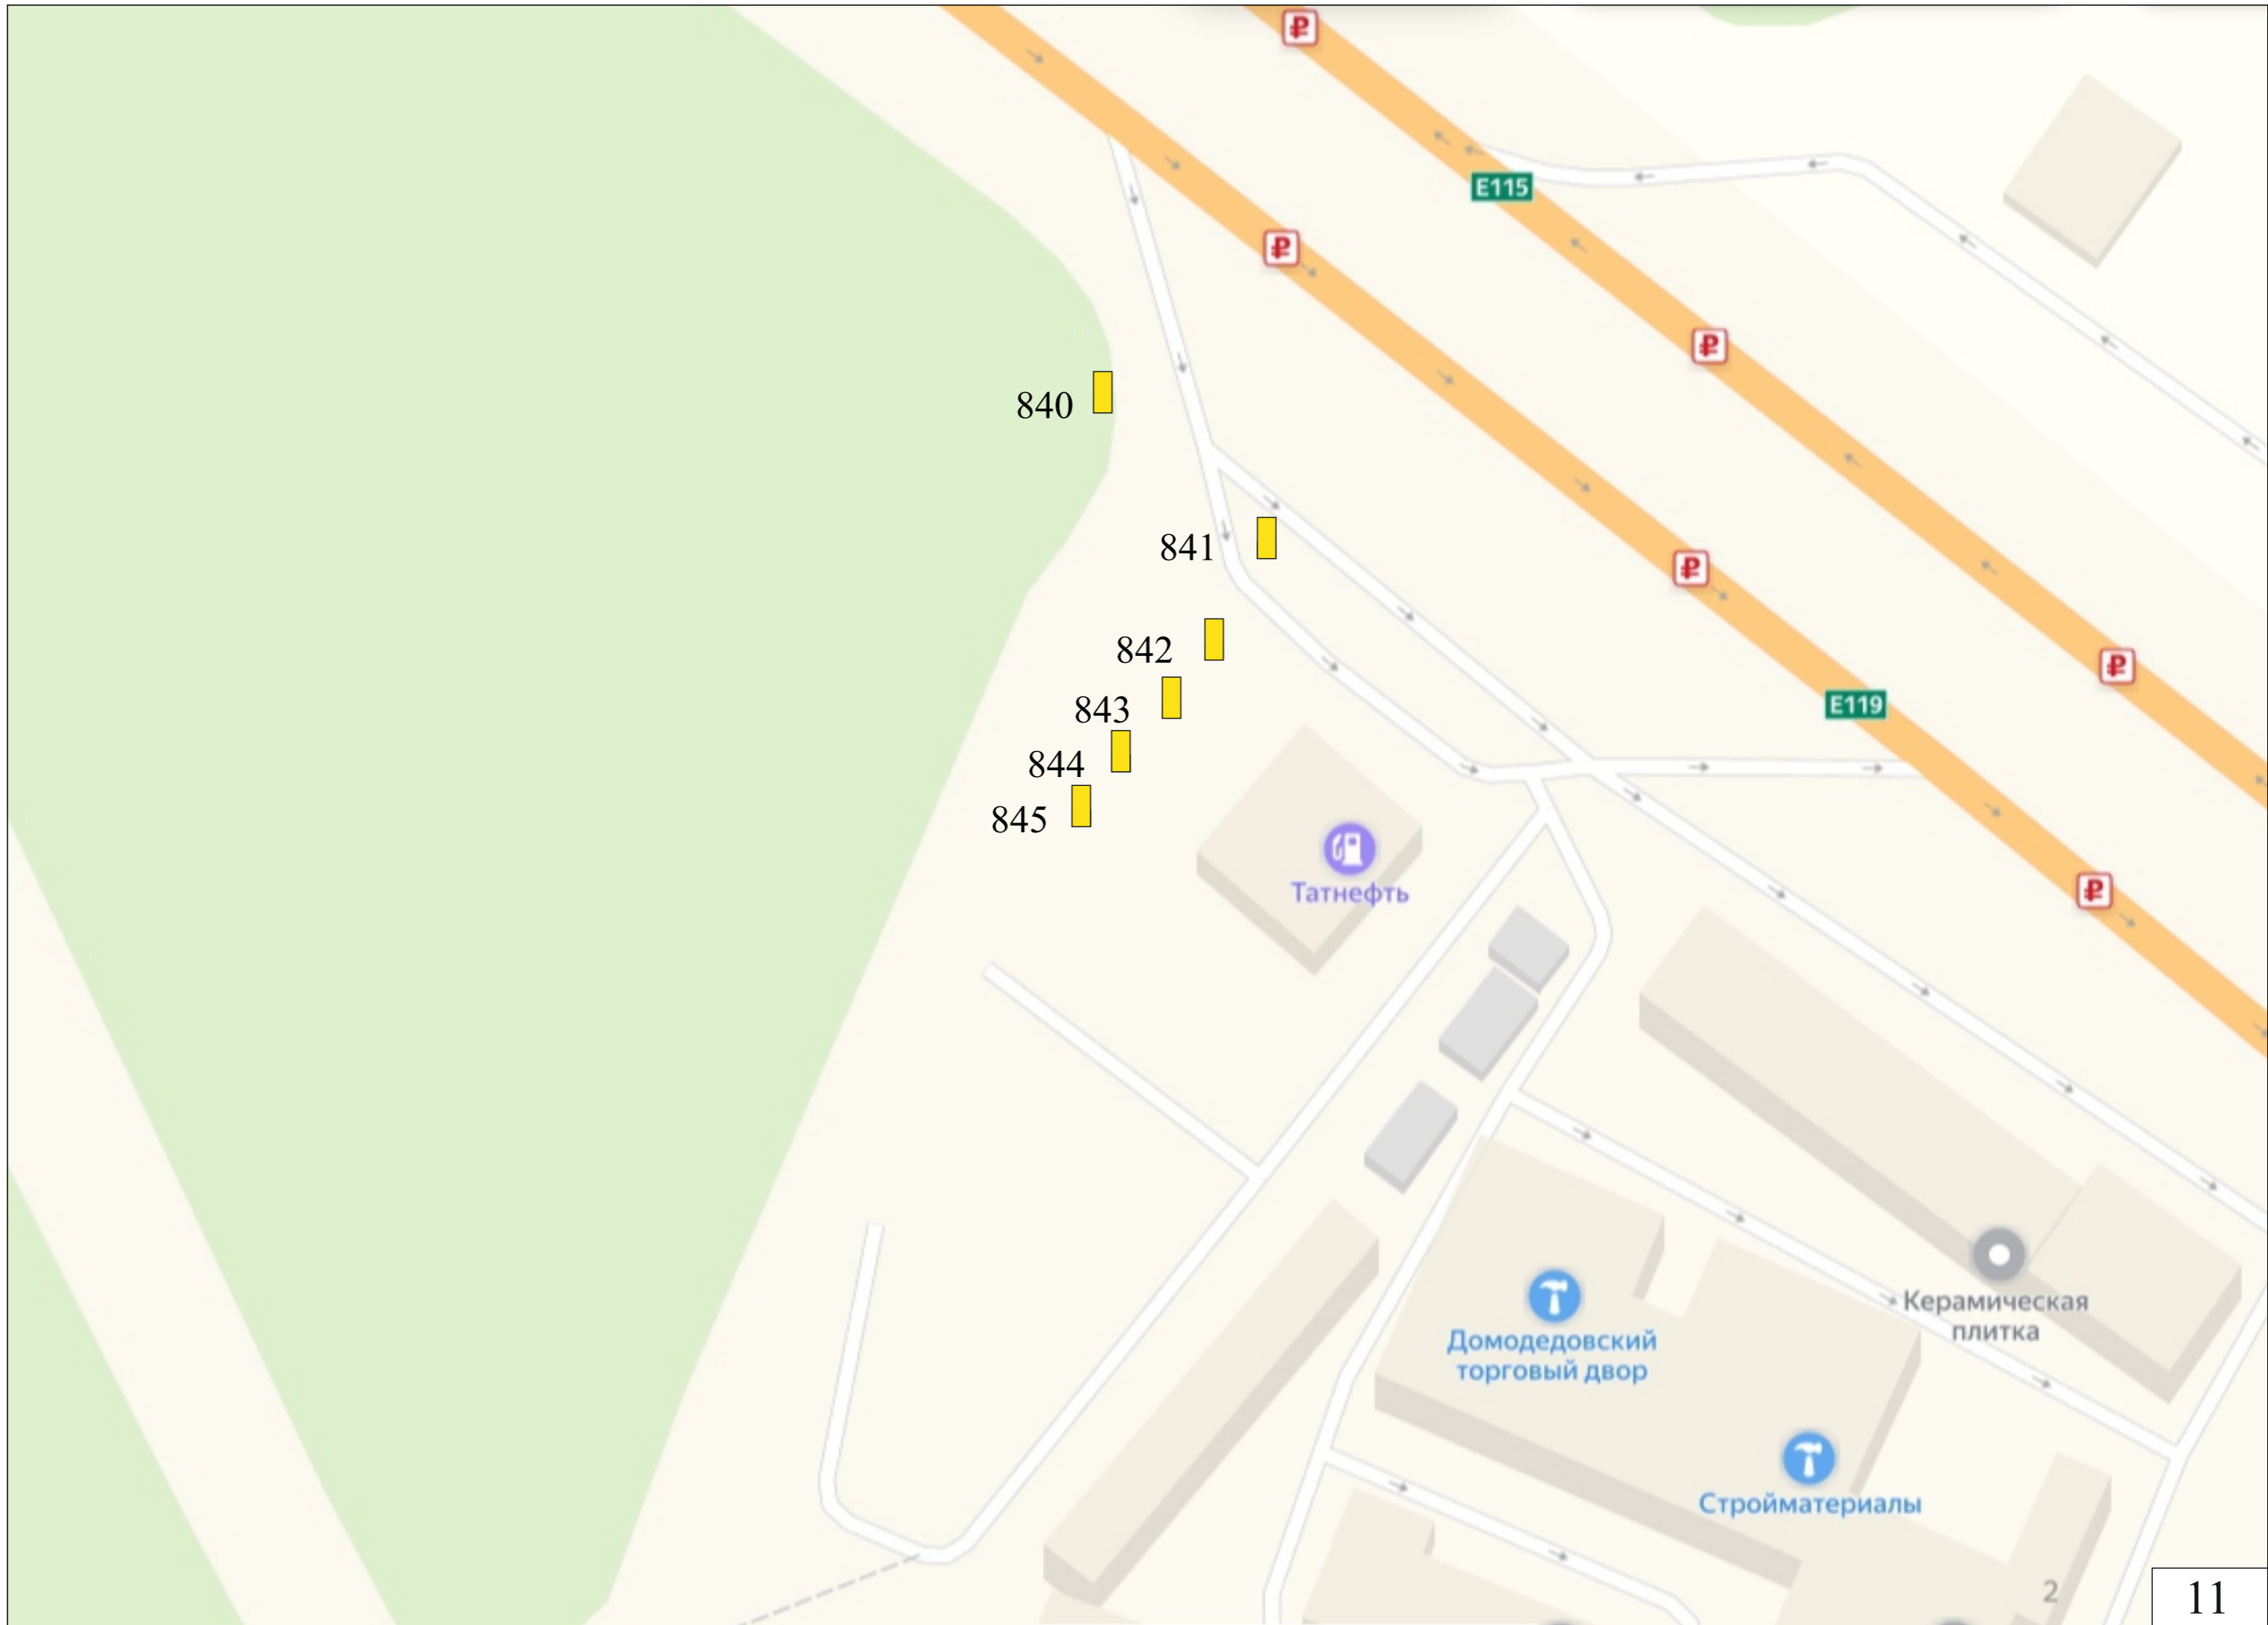 ₽
E115
₽
₽
840
841
₽
842
₽
843
E119
844
845
Татнефть
₽
Керамическая
плитка
Домодедовский
торговый двор
Стройматериалы
2
11